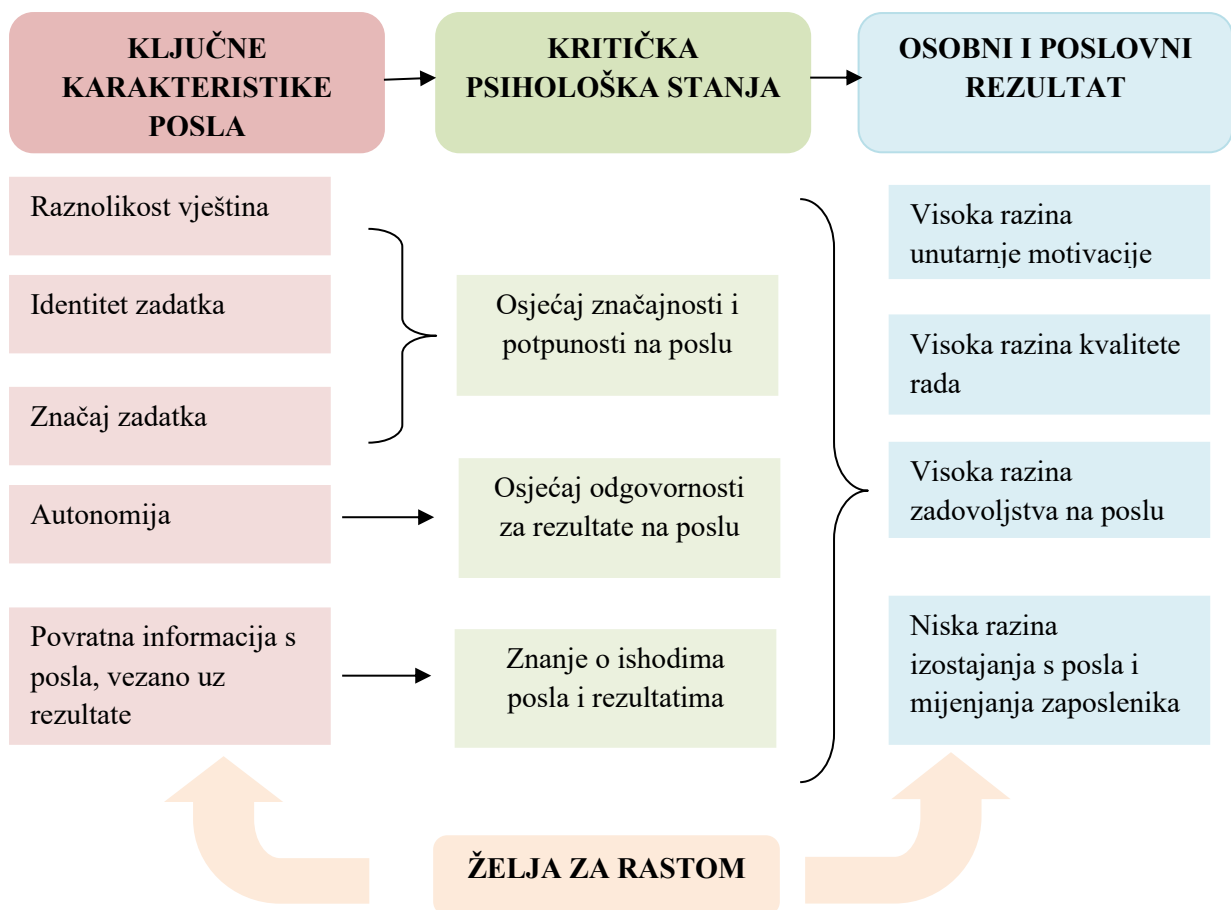 KLJUČNE
KARAKTERISTIKE
POSLA
KRITIČKA
PSIHOLOŠKA STANJA
OSOBNI I POSLOVNI
REZULTAT
Raznolikost vještina
Identitet zadatka
Značaj zadatka
Autonomija
Povratna informacija s
posla, vezano uz
rezultate
Osjećaj značajnosti i
potpunosti na poslu
Osjećaj odgovornosti
za rezultate na poslu
Znanje o ishodima
posla i rezultatima
Visoka razina
unutarnje motivacije
Visoka razina kvalitete
rada
Visoka razina
zadovoljstva na poslu
Niska razina
izostajanja s posla i
mijenjanja zaposlenika
ŽELJA ZA RASTOM